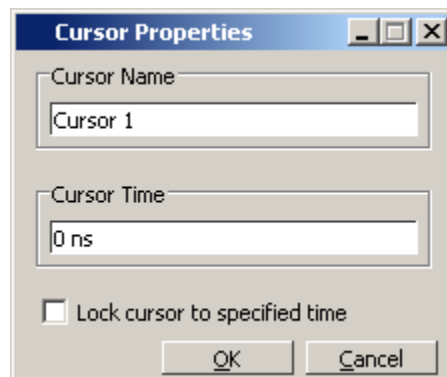 Cursor Properties
Cursor Name
Cursor 1
Cursor Time
0 ns
Lock cursor to specified time
OK Cancel